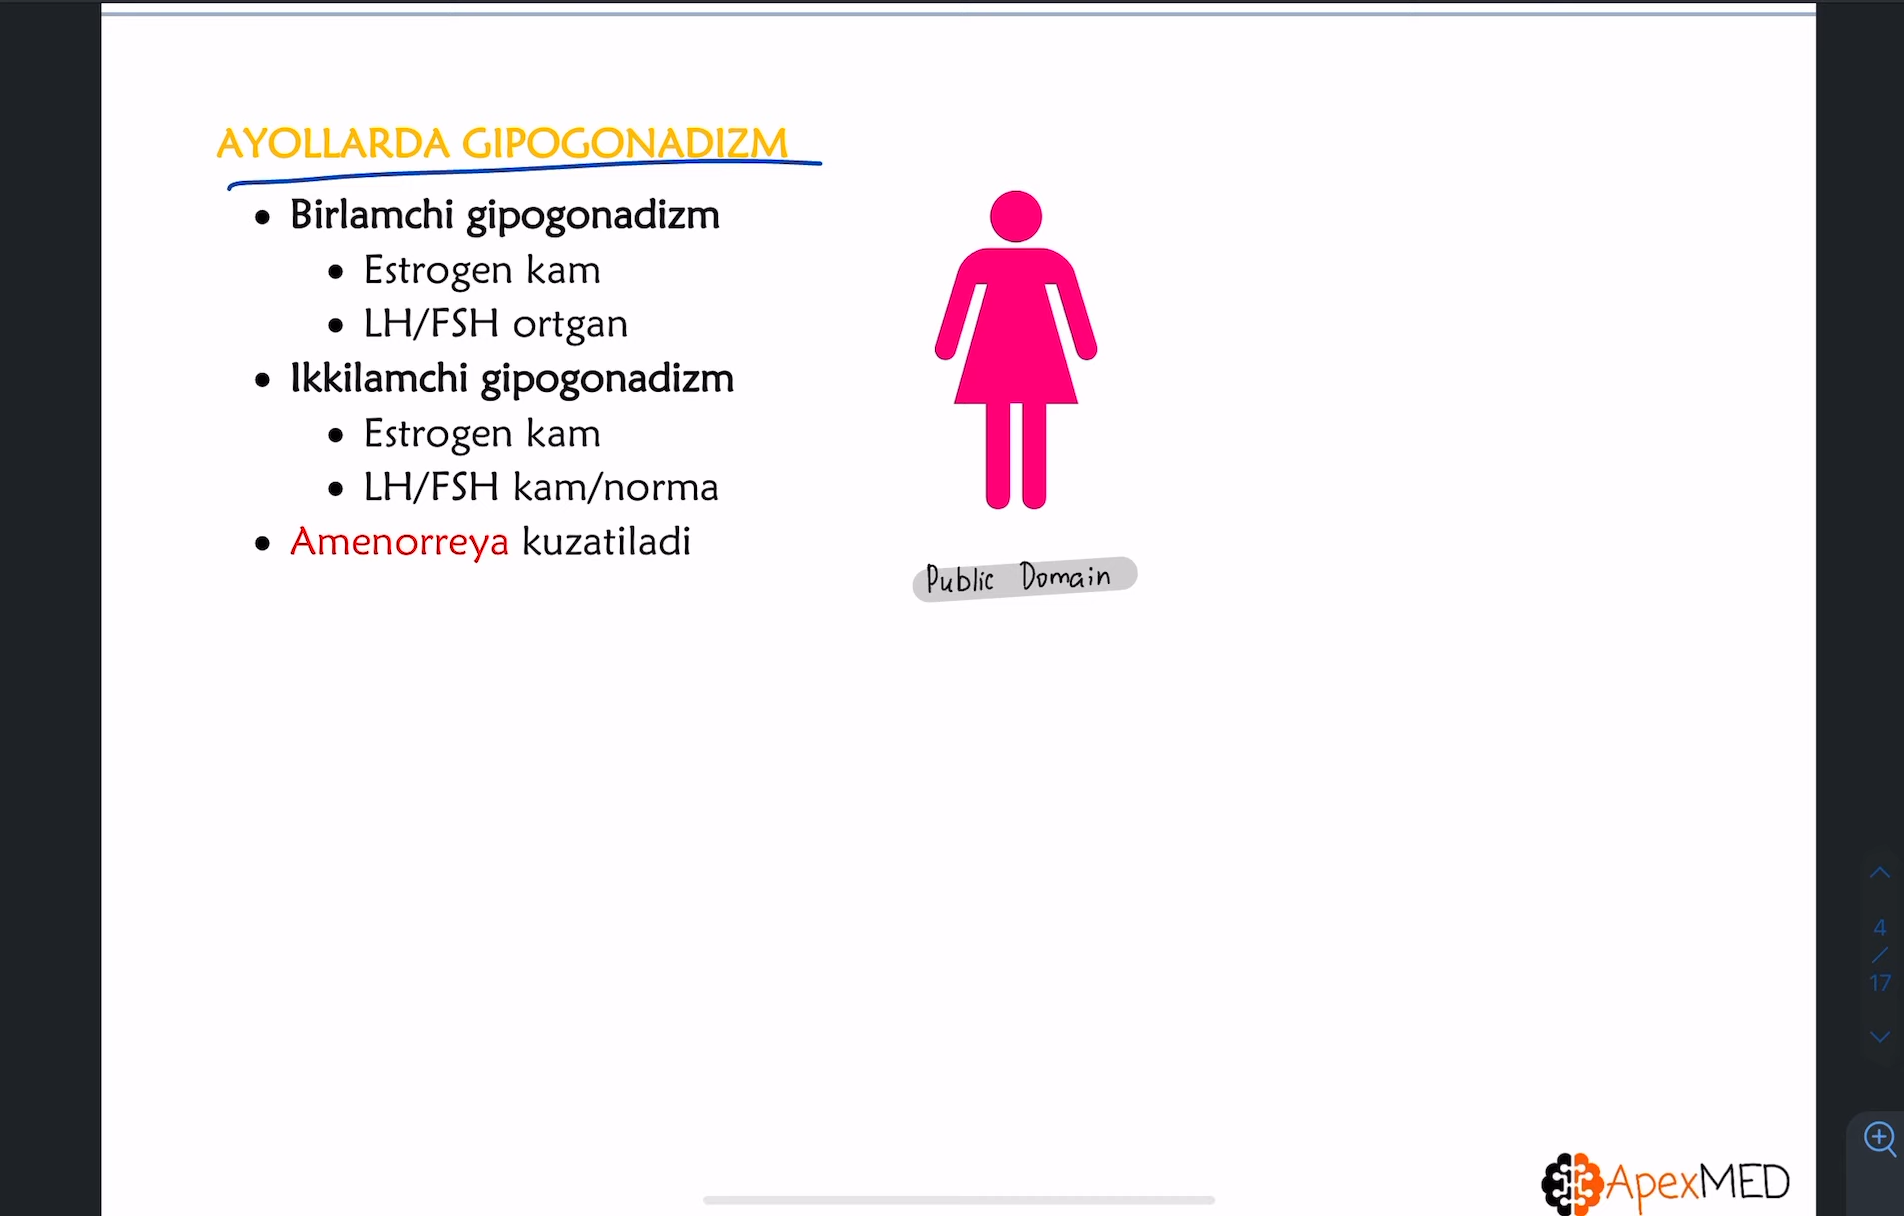 AYOLLARDA GIPOGONADIZM
• Birlamchi gipogonadizm
• Estrogen kam
• LH/FSH ortgan
• Ikkilamchi gipogonadizm
• Estrogen kam
• LH/FSH kam/norma
• Amenorreya kuzatiladi
Public Domain
4
/
17
ApexMED